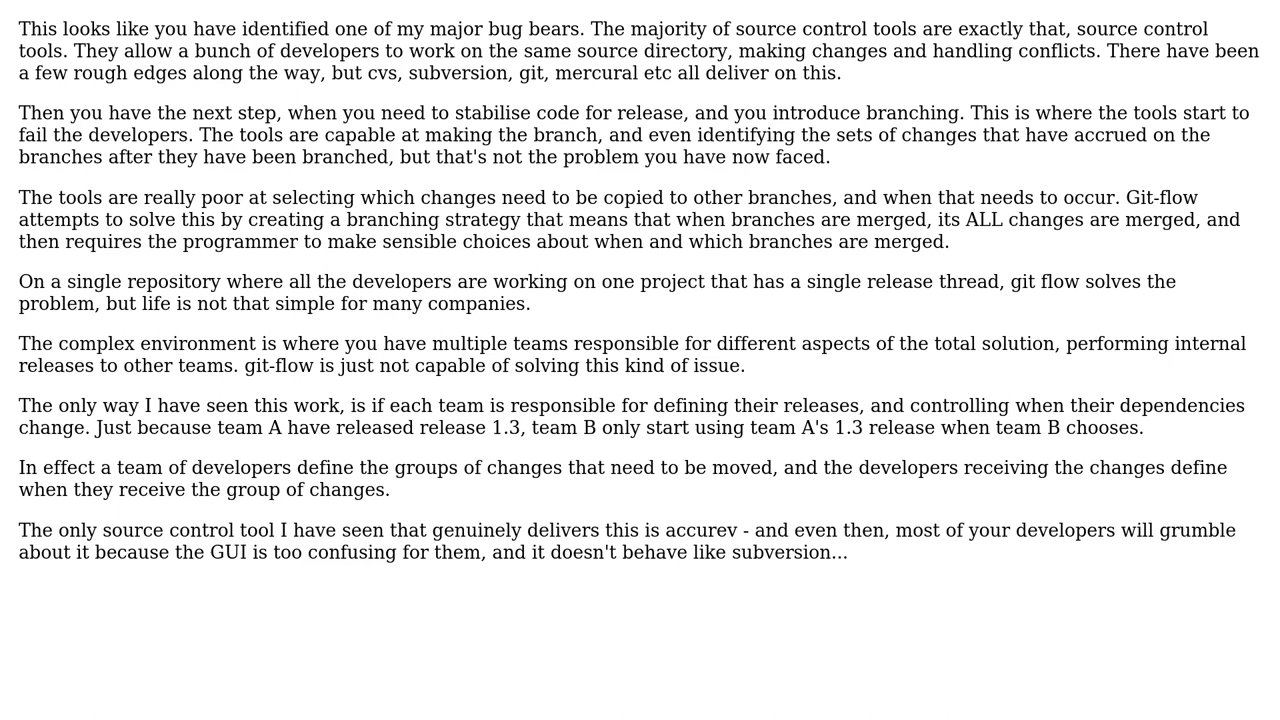 This looks like you have identified one of my major bug bears. The majority of source control tools are exactly that, source control
tools. They allow a bunch of developers to work on the same source directory, making changes and handling conflicts. There have been
a few rough edges along the way, but cvs, subversion, git, mercural etc all deliver on this.
Then you have the next step, when you need to stabilise code for release, and you introduce branching. This is where the tools start to
fail the developers. The tools are capable at making the branch, and even identifying the sets of changes that have accrued on the
branches after they have been branched, but that's not the problem you have now faced.
The tools are really poor at selecting which changes need to be copied to other branches, and when that needs to occur. Git-flow
attempts to solve this by creating a branching strategy that means that when branches are merged, its ALL changes are merged, and
then requires the programmer to make sensible choices about when and which branches are merged.
On a single repository where all the developers are working on one project that has a single release thread, git flow solves the
problem, but life is not that simple for many companies.
The complex environment is where you have multiple teams responsible for different aspects of the total solution, performing internal
releases to other teams. git-flow is just not capable of solving this kind of issue.
The only way I have seen this work, is if each team is responsible for defining their releases, and controlling when their dependencies
change. Just because team A have released release 1.3, team B only start using team A's 1.3 release when team B chooses.
In effect a team of developers define the groups of changes that need to be moved, and the developers receiving the changes define
when they receive the group of changes.
The only source control tool I have seen that genuinely delivers this is accurev - and even then, most of your developers will grumble
about it because the GUI is too confusing for them, and it doesn't behave like subversion...